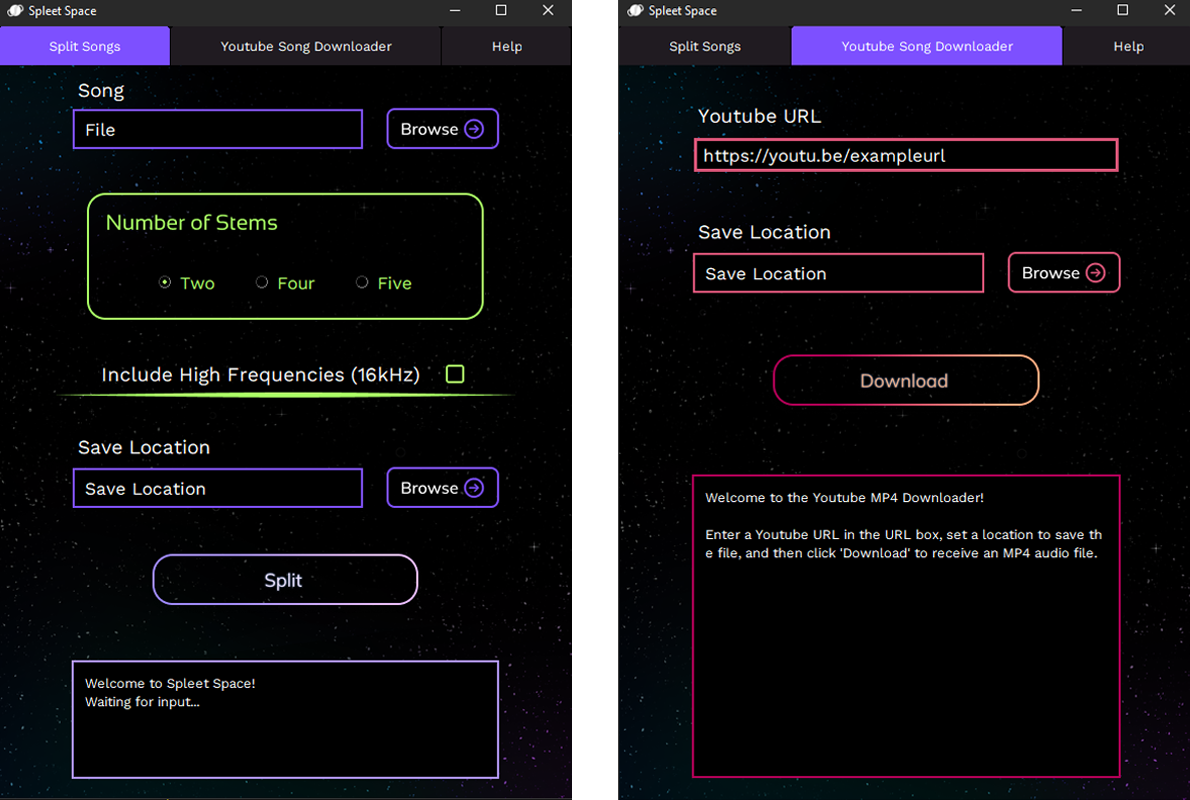 Spleet Space
Split Songs
Youtube Song Downloader
Help
Song
File
Browse
Number of Stems
Two
Four
Five
Include High Frequencies (16kHz)
Save Location
Save Location
Browse
Split
Welcome to Spleet Space!
Waiting for input...
Spleet Space
Split Songs
Youtube Song Downloader
Help
Youtube URL
https://youtu.be/exampleurl
Save Location
Save Location
Browse
Download
Welcome to the Youtube MP4 Downloader!
Enter a Youtube URL in the URL box, set a location to save th
e file, and then click 'Download' to receive an MP4 audio file.